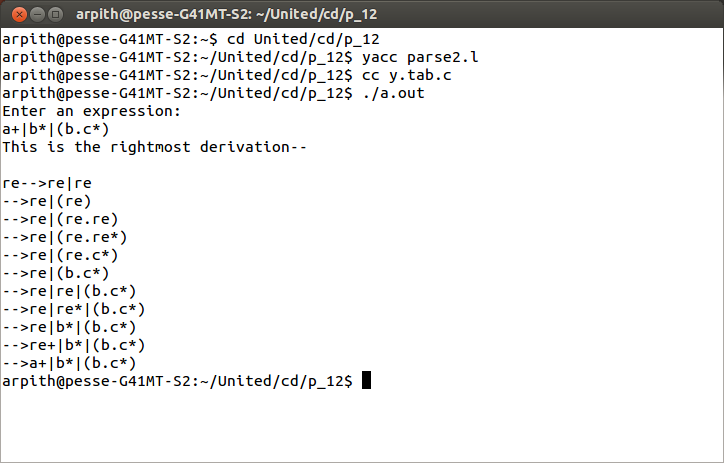 arpith@pesse-G41MT-S2: ~/United/cd/p_12
arpith@pesse-G41MT-S2:~$ cd United/cd/p_12
arpith@pesse-G41MT-S2:~/United/cd/p_12$ yacc parse2.l
arpith@pesse-G41MT-S2:~/United/cd/p_12$ cc y.tab.c
arpith@pesse-G41MT-S2:~/United/cd/p_12$ ./a.out
Enter an expression:
a+|b*|(b.c*)
This is the rightmost derivation--
re-->re|re
-->re|(re)
-->re|(re.re)
-->re|(re.re*)
-->re|(re.c*)
-->re|(b.c*)
-->re|re|(b.c*)
-->re|re*|(b.c*)
-->re|b*|(b.c*)
-->re+|b*|(b.c*)
-->a+|b*|(b.c*)
arpith@pesse-G41MT-S2:~/United/cd/p_12$